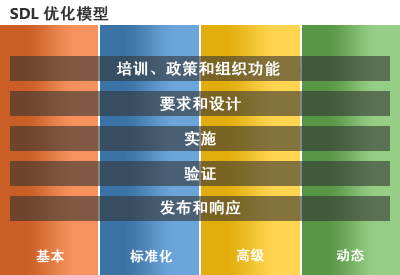 SDL 优化模型
培训、政策和组织功能
要求和设计
实施
验证
发布和响应
基本 标准化 高级 动态